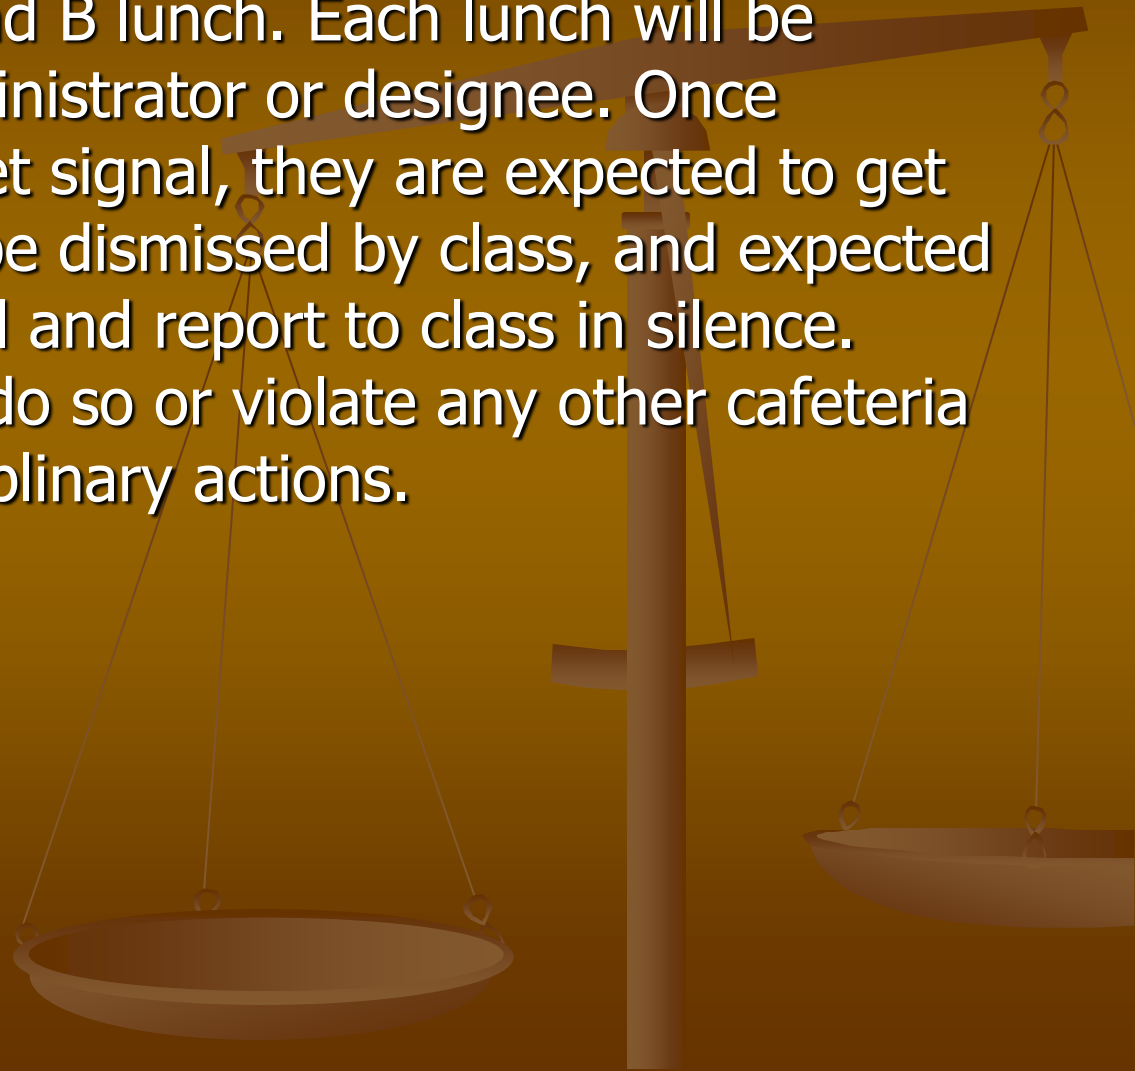 nd B lunch. Each lunch will be
inistrator or designee. Once
et signal, they are expected to get
be dismissed by class, and expected
and report to class in silence.
do so or violate any other cafeteria
plinary actions.